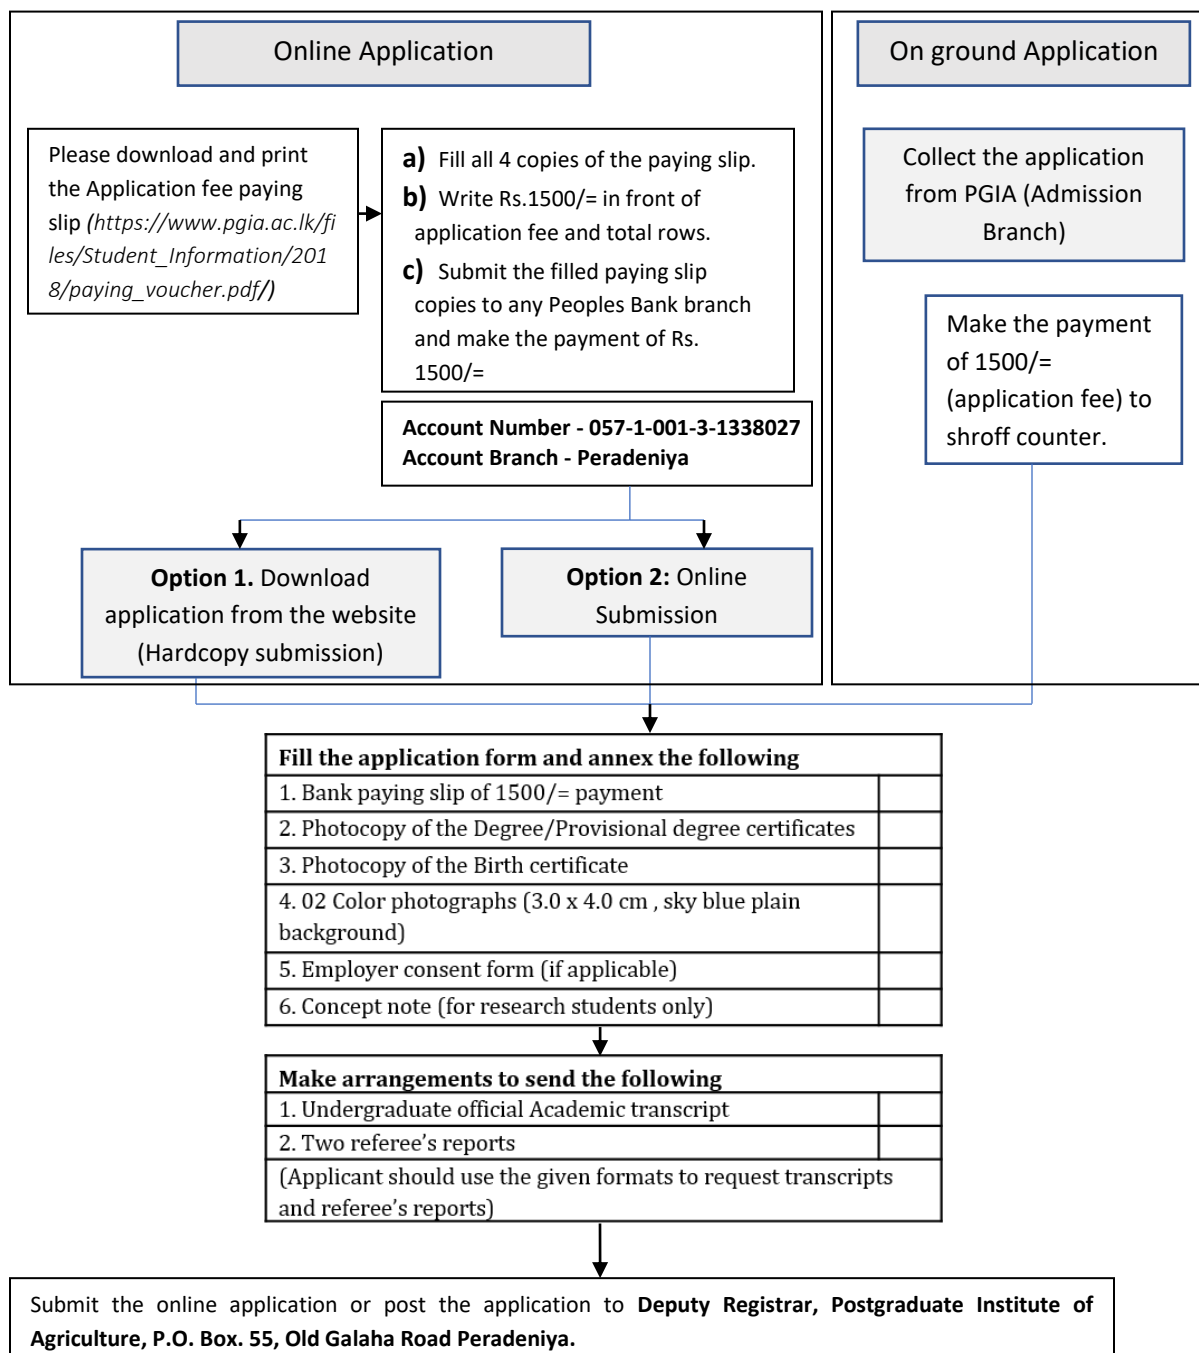 Online Application
Please download and print
the Application fee paying
slip (https://www.pgia.ac.lk/fi
les/Student_Information/201
8/paying_voucher.pdf/)
a) Fill all 4 copies of the paying slip.
b) Write Rs.1500/= in front of
application fee and total rows.
c) Submit the filled paying slip
copies to any Peoples Bank branch
and make the payment of Rs.
1500/=
Account Number - 057-1-001-3-1338027
Account Branch - Peradeniya
Option 1. Download
application from the website
(Hardcopy submission)
Option 2: Online
Submission
On ground Application
Collect the application
from PGIA (Admission
Branch)
Make the payment
of 1500/=
(application fee) to
shroff counter.
Fill the application form and annex the following
1. Bank paying slip of 1500/= payment
2. Photocopy of the Degree/Provisional degree certificates
3. Photocopy of the Birth certificate
4. 02 Color photographs (3.0 x 4.0 cm , sky blue plain
background)
5. Employer consent form (if applicable)
6. Concept note (for research students only)
Make arrangements to send the following
1. Undergraduate official Academic transcript
2. Two referee's reports
(Applicant should use the given formats to request transcripts
and referee's reports)
Submit the online application or post the application to Deputy Registrar, Postgraduate Institute of
Agriculture, P.O. Box. 55, Old Galaha Road Peradeniya.